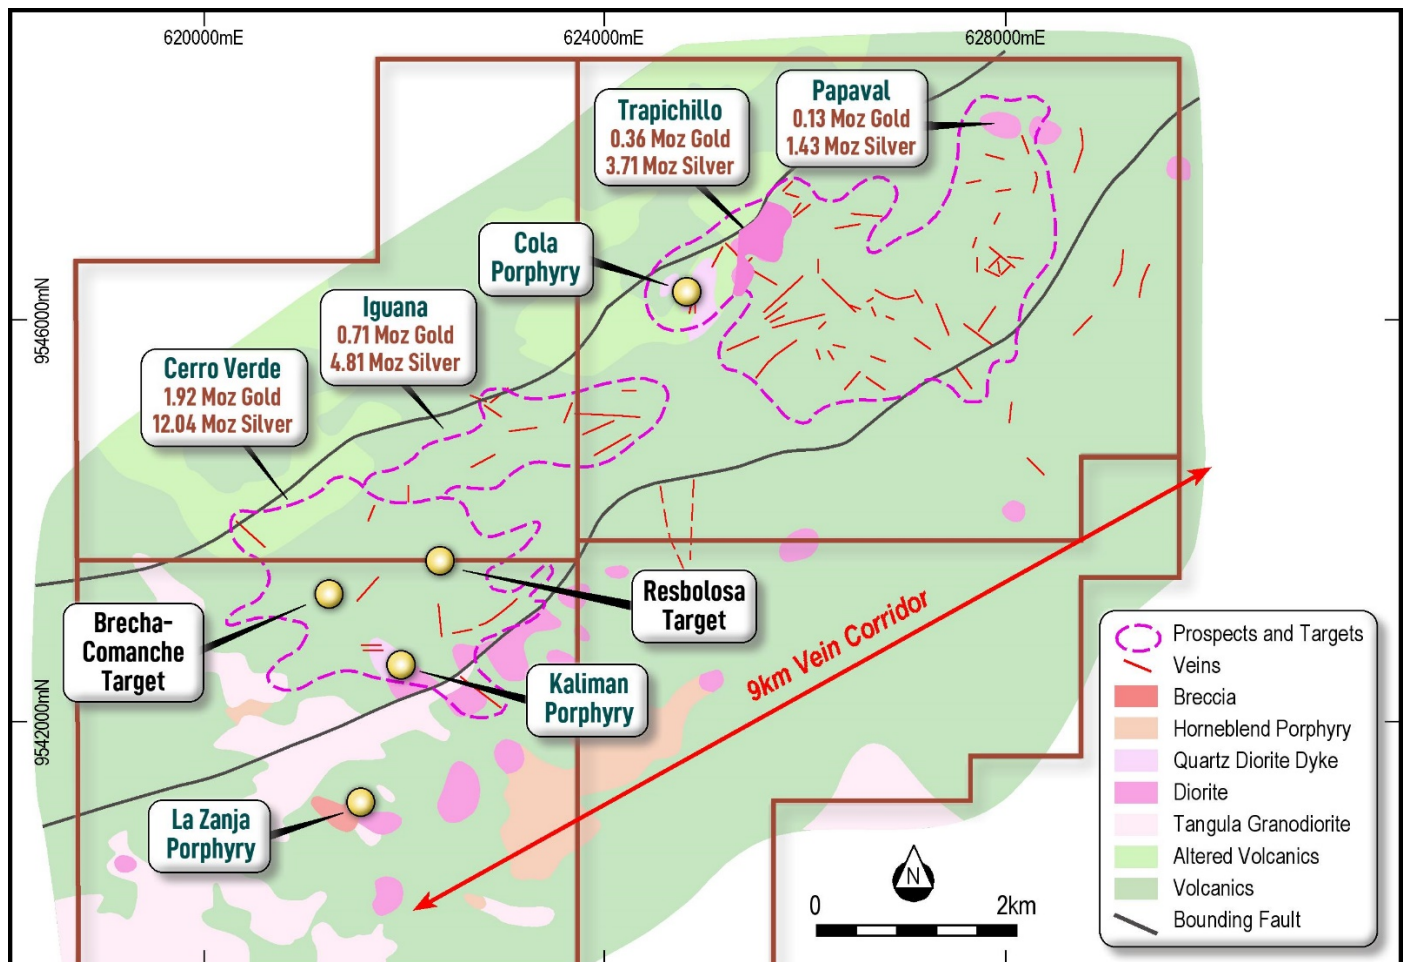 620000mE
624000mE
628000mE
Papaval
0.13 Moz Gold
1.43 Moz Silver
Trapichillo
0.36 Moz Gold
3.71 Moz Silver
Cola
Porphyry
9546000mN
Iguana
0.71 Moz Gold
4.81 Moz Silver
Cerro Verde
1.92 Moz Gold
12.04 Moz Silver
Resbolosa
Target
Brecha-
Comanche
Target
9km Vein Corridor
Kaliman
Porphyry
9542000mN
La Zanja
Porphyry
Prospects and Targets
Veins
Breccia
Horneblend Porphyry
Quartz Diorite Dyke
Diorite
Tangula Granodiorite
Altered Volcanics
Volcanics
Bounding Fault
N
0 2km